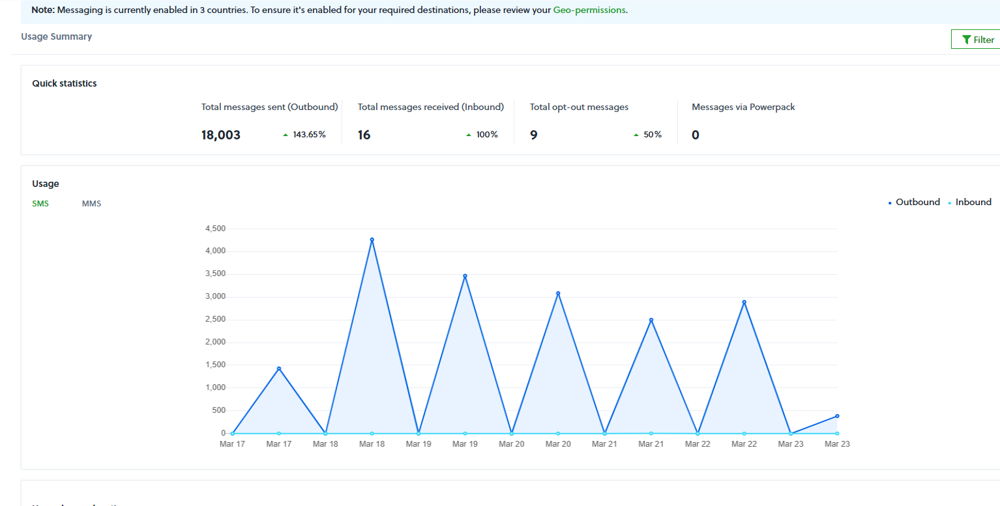 Note: Messaging is currently enabled in 3 countries. To ensure it's enabled for your required destinations, please review your Geo-permissions.
Usage Summary
Filter
Quick statistics
Total messages sent (Outbound) Total messages received (Inbound) Total opt-out messages Messages via Powerpack
18,003 143.65% 16 100% 9 50% 0
Usage
SMS MMS
Outbound Inbound
4,500
4,000
3,500
3,000
2,500
2,000
1,500
1,000
500
0
Mar 17 Mar 17 Mar 18 Mar 18 Mar 19 Mar 19 Mar 20 Mar 20 Mar 21 Mar 21 Mar 22 Mar 22 Mar 23 Mar 23